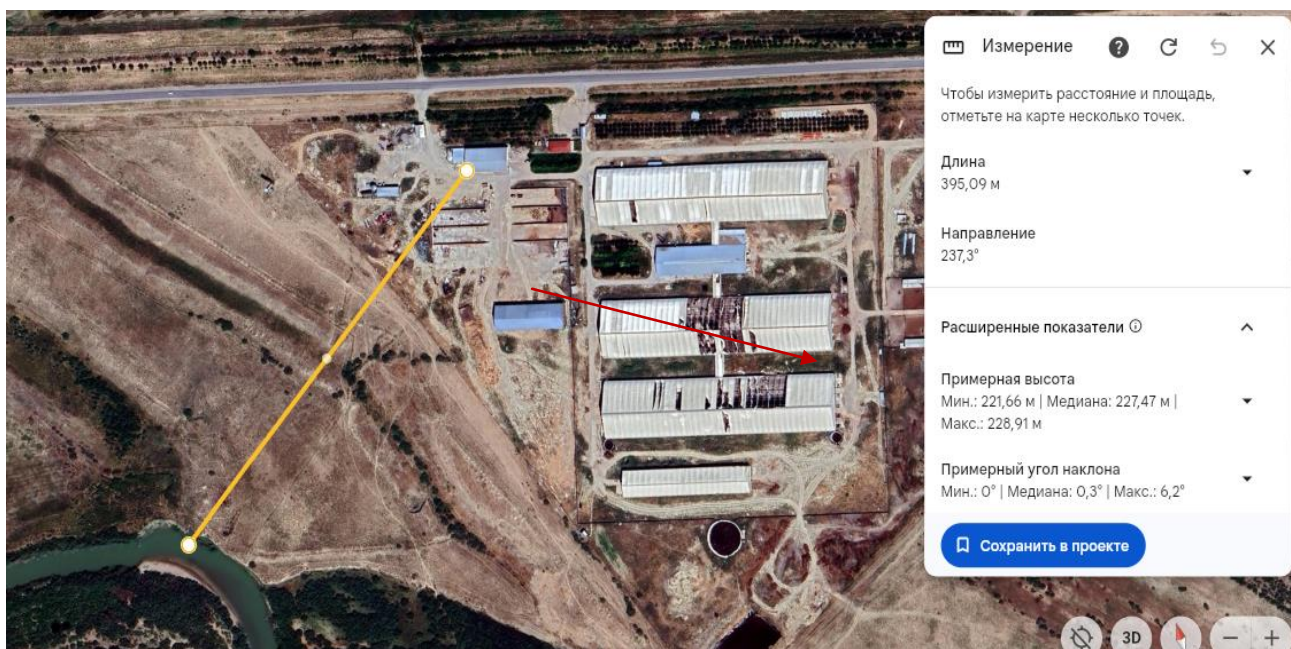 Измерение
Чтобы измерить расстояние и площадь,
отметьте на карте несколько точек.
Длина
395,09 м
Направление
237,3°
Расширенные показатели
Примерная высота
Мин.: 221,66 м | Медиана: 227,47 м |
Макс.: 228,91 м
Примерный угол наклона
Мин.: 0° | Медиана: 0,3° | Макс.: 6,2°
Сохранить в проекте
3D